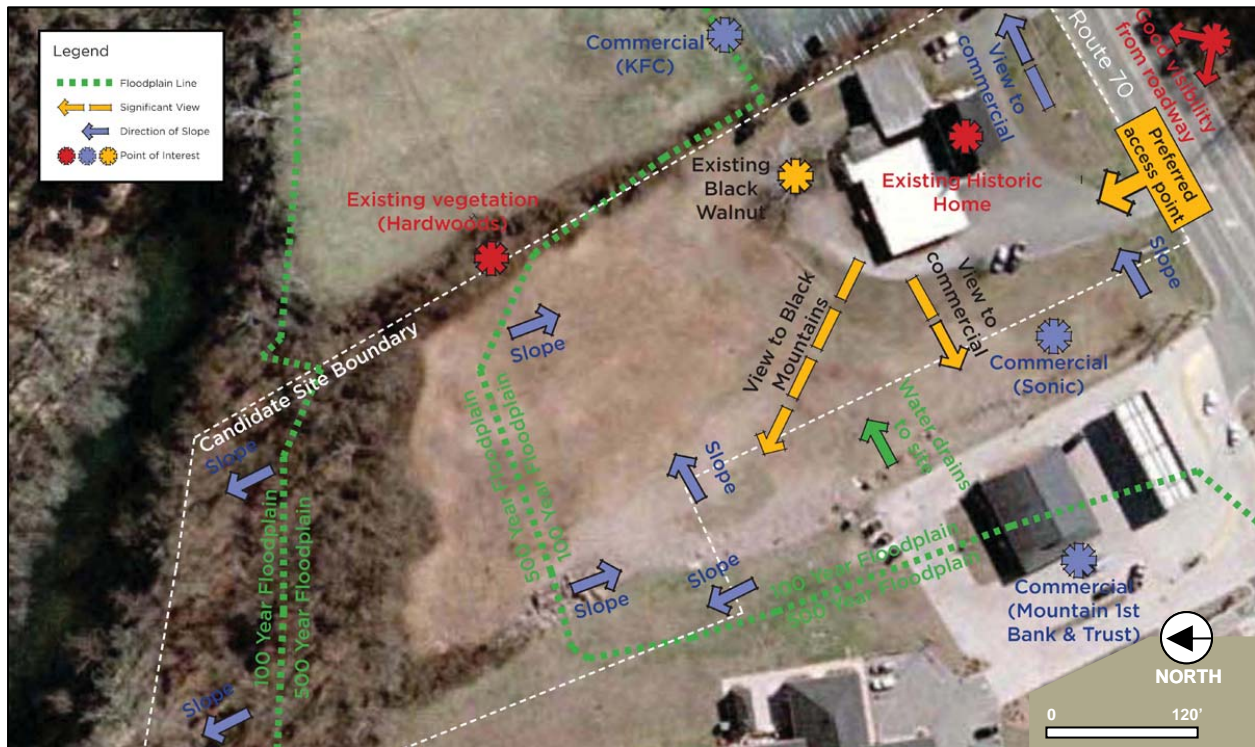 Legend
Floodplain Line
Significant View
Direction of Slope
Point of Interest
Commercial
(KFC)
View to
commercial
Route 70
Good visibility
from roadway
Preferred
access point
Existing
Black
Walnut
Existing Historic
Home
Existing vegetation
(Hardwoods)
Slope
View to
commercial
Slope
View to Black
Mountains
Commercial
(Sonic)
Candidate Site Boundary
500 Year Floodplain
100 Year Floodplain
Water drains
to site
Slope
Slope
100 Year Floodplain
500 Year Floodplain
Slope
Slope
100 Year Floodplain
500 Year Floodplain
Commercial
(Mountain 1st
Bank & Trust)
Slope
NORTH
0 120'